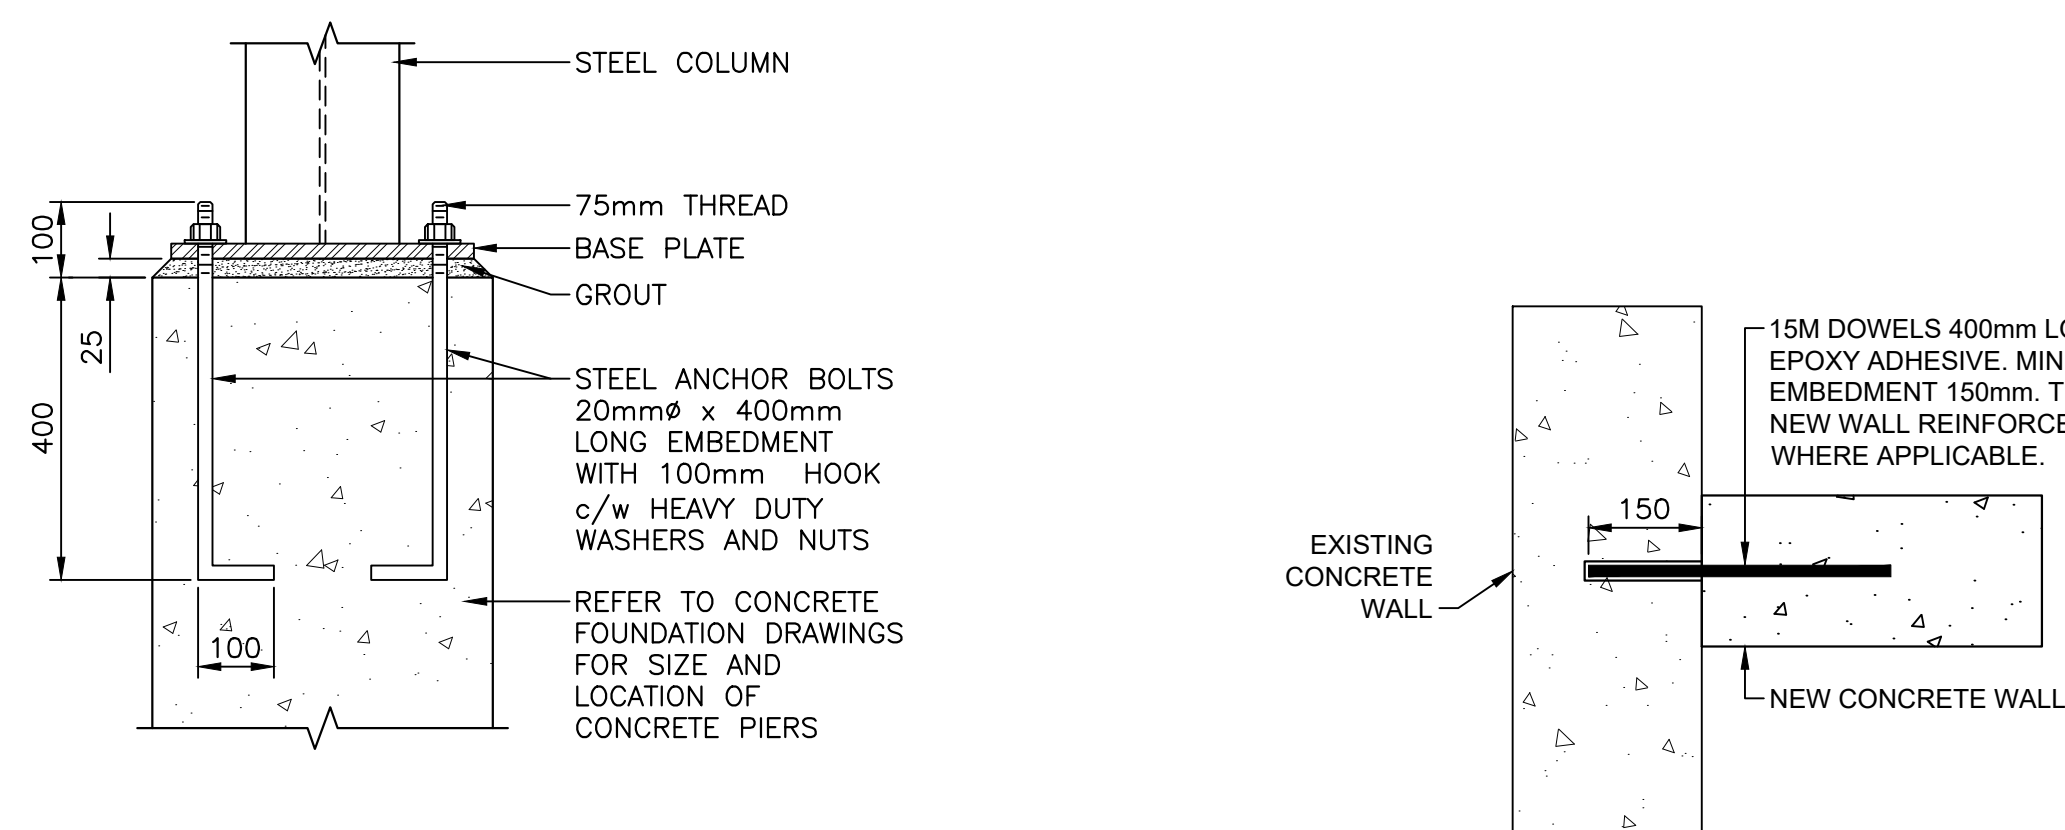 STEEL COLUMN
75mm THREAD
BASE PLATE
GROUT
STEEL ANCHOR BOLTS
20mmø x 400mm
LONG EMBEDMENT
WITH 100mm HOOK
c/w HEAVY DUTY
WASHERS AND NUTS
REFER TO CONCRETE
FOUNDATION DRAWINGS
FOR SIZE AND
LOCATION OF
CONCRETE PIERS
100
25
400
100
15M DOWELS 400mm
EPOXY ADHESIVE. MIN
EMBEDMENT 150mm.
NEW WALL
WHERE APPLICABLE.
150
EXISTING
CONCRETE
WALL
NEW CONCRETE WALL